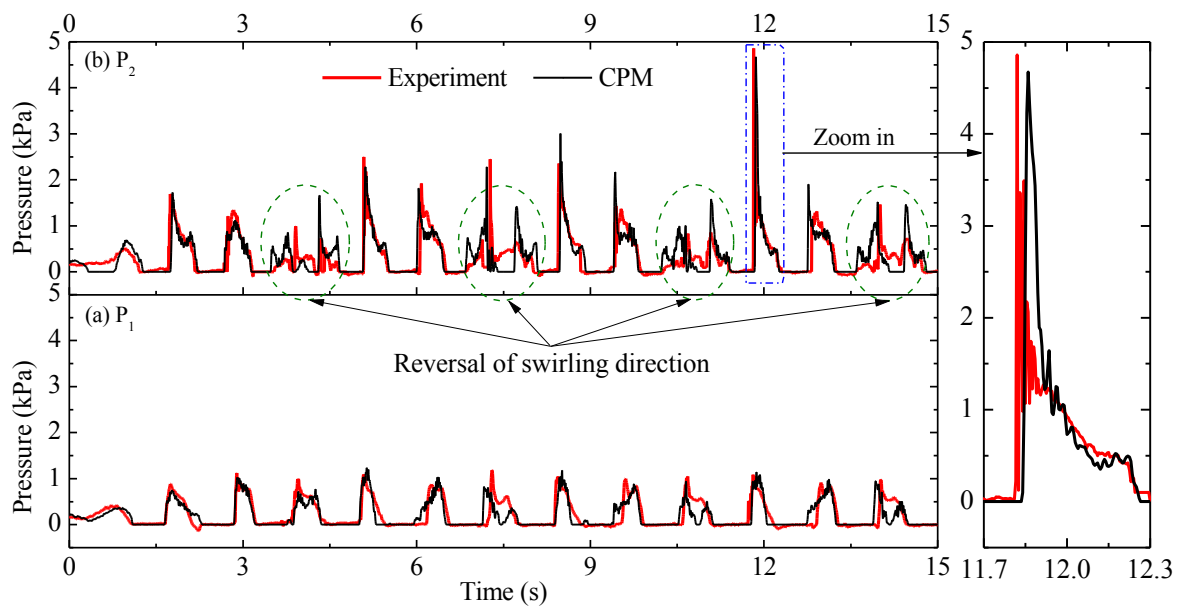 0 3 6 9 12 15
5
4
3
2
1
0
Pressure (kPa)
(b) P2
Experiment
CPM
Zoom in
5
4
3
2
1
0
Pressure (kPa)
(a) P1
Reversal of swirling direction
0 3 6 9 12 15
Time (s)
5
4
3
2
1
0
11.7 12.0 12.3